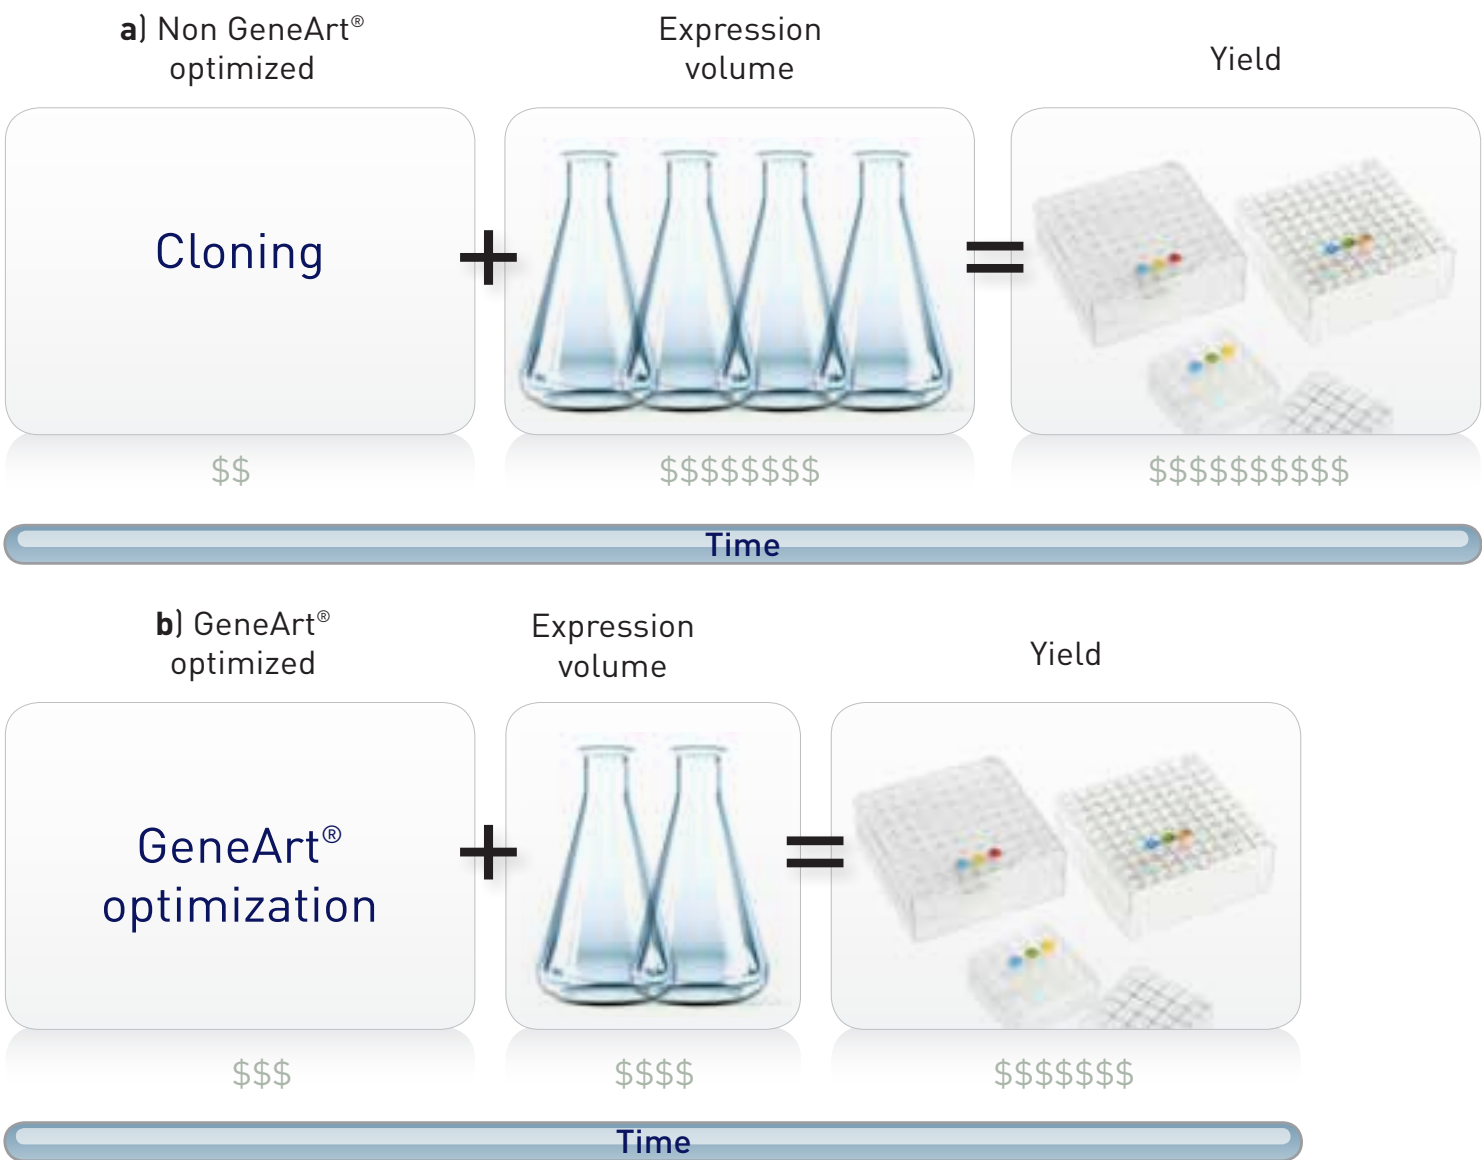 a) Non GeneArt®
optimized
Expression
volume
Yield
Cloning
+
=
$$
$$$$$$$$
$$$$$$$$$$
Time
b) GeneArt®
optimized
Expression
volume
Yield
GeneArt®
optimization
+
=
$$$
$$$$
$$$$$$$
Time